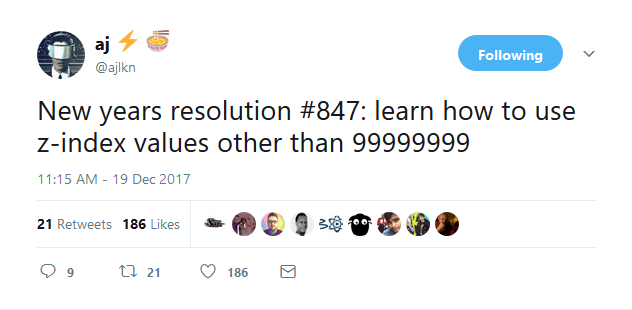 aj ⚡🍜
@ajlkn
Following
New years resolution #847: learn how to use
z-index values other than 99999999
11:15 AM - 19 Dec 2017
21 Retweets 186 Likes
9 21 186